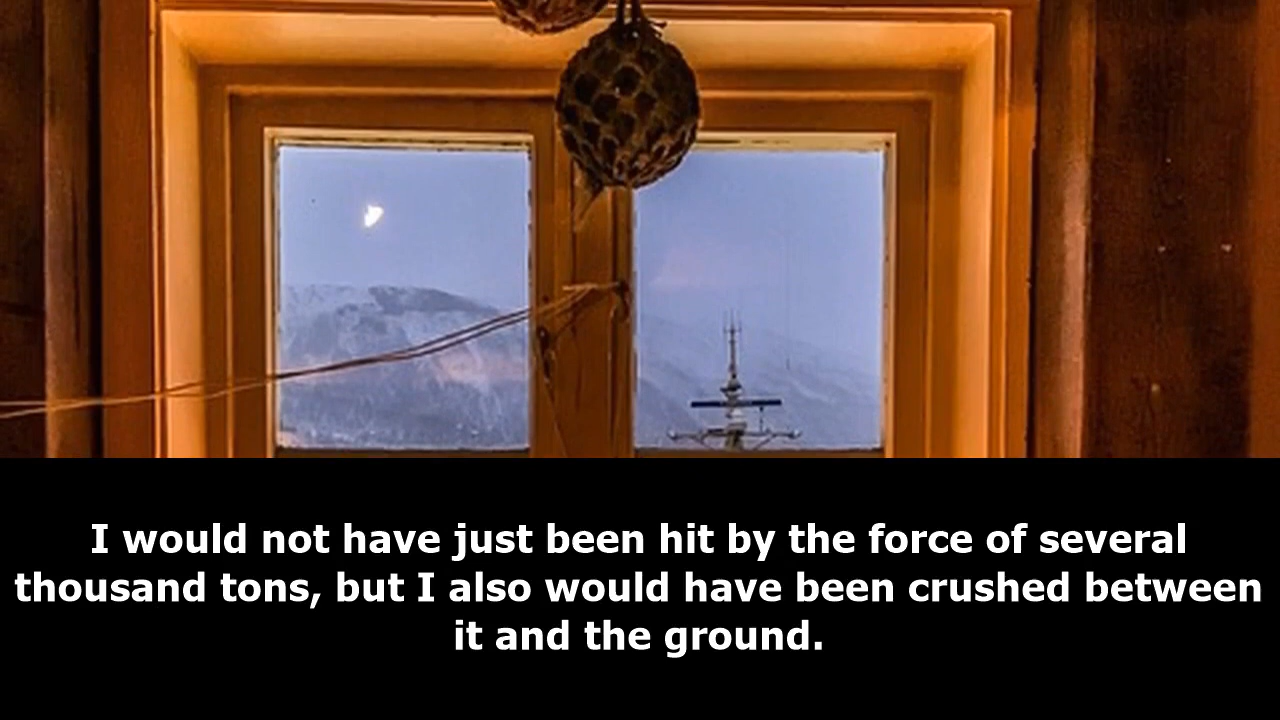 I would not have just been hit by the force of several
thousand tons, but I also would have been crushed between
it and the ground.